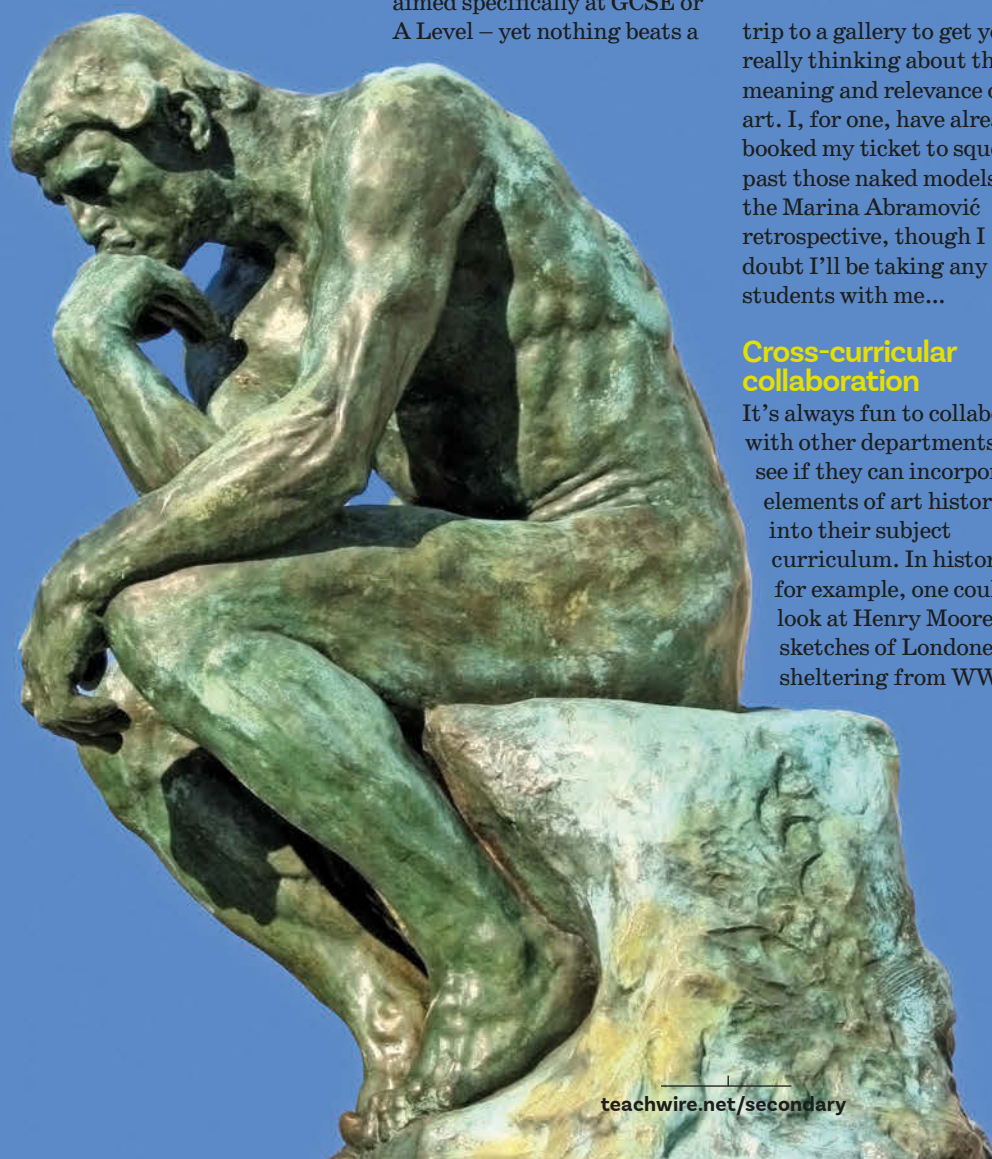 aimed specifically at GCSE or
A Level – yet nothing beats a
trip to a gallery to get
really thinking about
meaning and relevance
art. I, for one, have
booked my ticket to
past those naked models
the Marina Abramović
retrospective, though I
doubt I’ll be taking any
students with me...
Cross-curricular
collaboration
It’s always fun to
with other departments
see if they can
elements of art
into their subject
curriculum. In
for example, one
look at Henry Moore
sketches of
sheltering from
teachwire.net/secondary